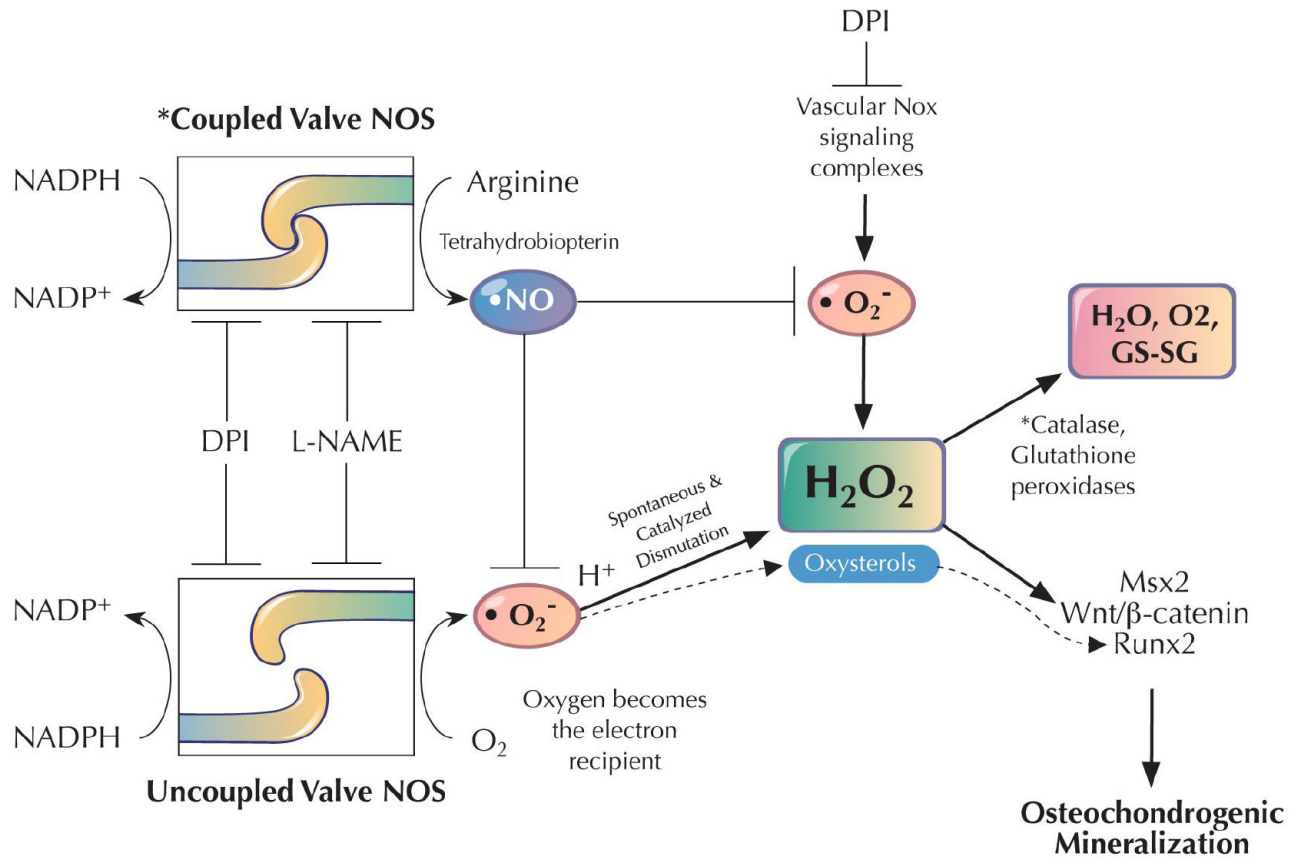 DPI
Vascular Nox
signaling
complexes
*Coupled Valve NOS
NADPH
Arginine
Tetrahydrobiopterin
NADP⁺
•NO
• O₂⁻
H₂O, O2,
GS-SG
DPI
L-NAME
*Catalase,
Glutathione
peroxidases
H₂O₂
Spontaneous &
Catalyzed
Dismutation
Oxysterols
H⁺
NADP⁺
• O₂⁻
Msx2
Wnt/β-catenin
Runx2
Oxygen becomes
the electron
recipient
NADPH
O₂
Uncoupled Valve NOS
Osteochondrogenic
Mineralization